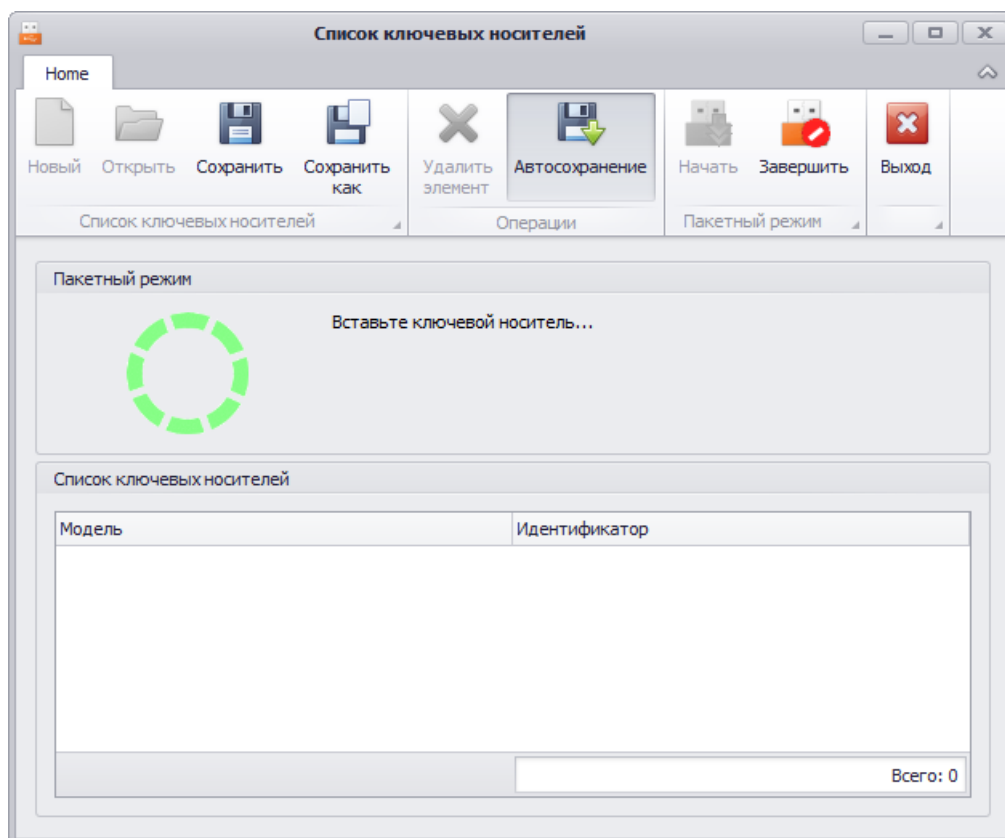 Список ключевых носителей
Home
Новый
Открыть
Сохранить
Сохранить
как
Удалить
элемент
Автосохранение
Начать
Завершить
Выход
Список ключевых носителей
Операции
Пакетный режим
Пакетный режим
Вставьте ключевой носитель...
Список ключевых носителей
Модель
Идентификатор
Всего: 0